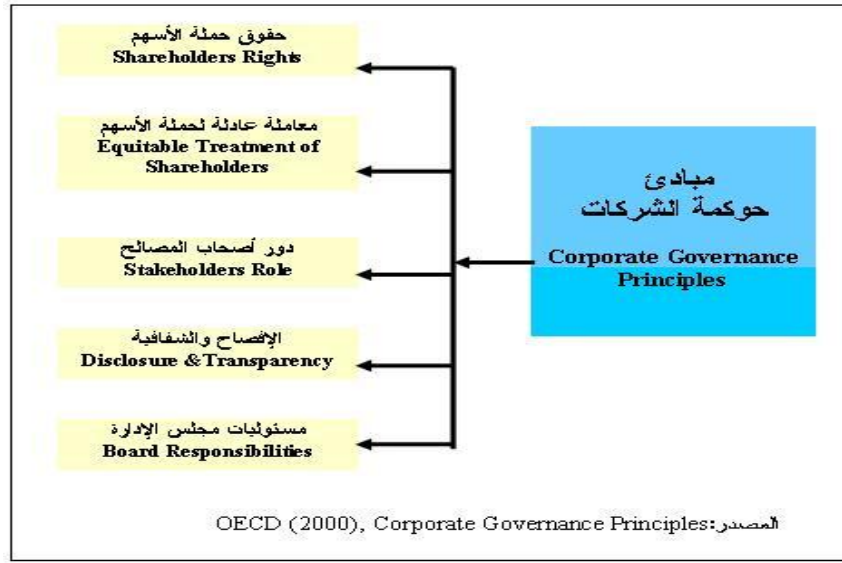 مبادئ
حوكمة الشركات
Corporate Governance
Principles
حقوق حملة الأسهم
Shareholders Rights
معاملة عادلة لحملة الأسهم
Equitable Treatment of
Shareholders
دور أصحاب المصالح
Stakeholders Role
الإفصاح والشفافية
Disclosure &Transparency
مسئوليات مجلس الإدارة
Board Responsibilities
المصدر:OECD (2000), Corporate Governance Principles